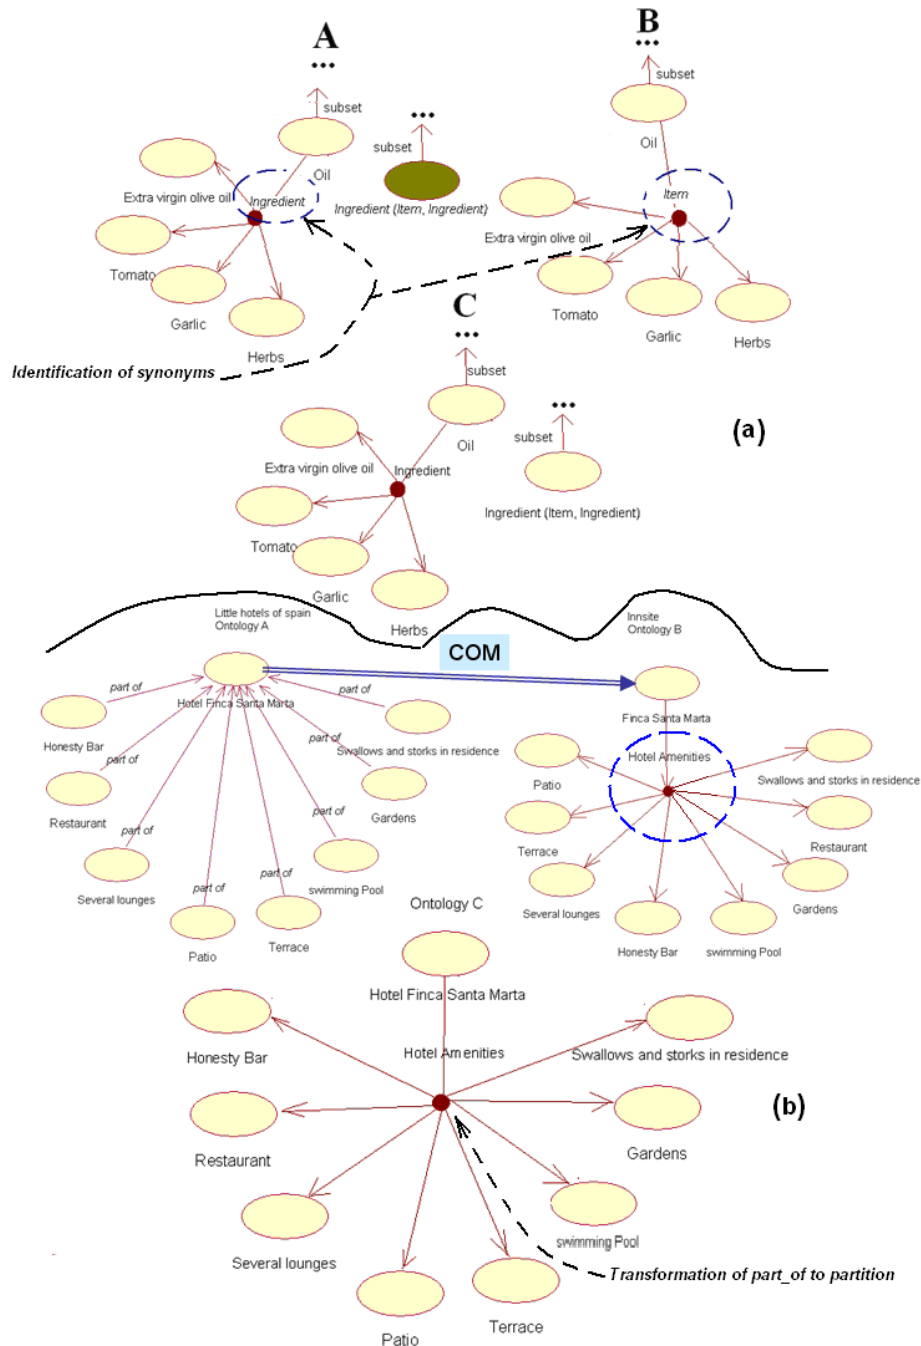 A
...
subset
Oil
Extra virgin olive oil
Ingredient
Tomato
Garlic
Herbs
...
subset
Ingredient (Item, Ingredient)
B
...
subset
Oil
Item
Extra virgin olive oil
Tomato
Garlic
Herbs
Identification of synonyms
C
...
subset
Oil
Extra virgin olive oil
Ingredient
Tomato
Garlic
Herbs
...
subset
Ingredient (Item, Ingredient)
(a)
Little hotels of spain
Ontology A
Innsite
Ontology B
COM
Hotel Finca Santa Marta
part of
Honesty Bar
part of
Restaurant
part of
Several lounges
part of
Patio
part of
Terrace
part of
swimming Pool
part of
Gardens
part of
Swallows and storks in residence
Finca Santa Marta
Hotel Amenities
Patio
Terrace
Several lounges
Honesty Bar
swimming Pool
Gardens
Restaurant
Swallows and storks in residence
Ontology C
Hotel Finca Santa Marta
Hotel Amenities
Honesty Bar
Swallows and storks in residence
Restaurant
Gardens
(b)
Several lounges
swimming Pool
Patio
Terrace
Transformation of part_of to partition